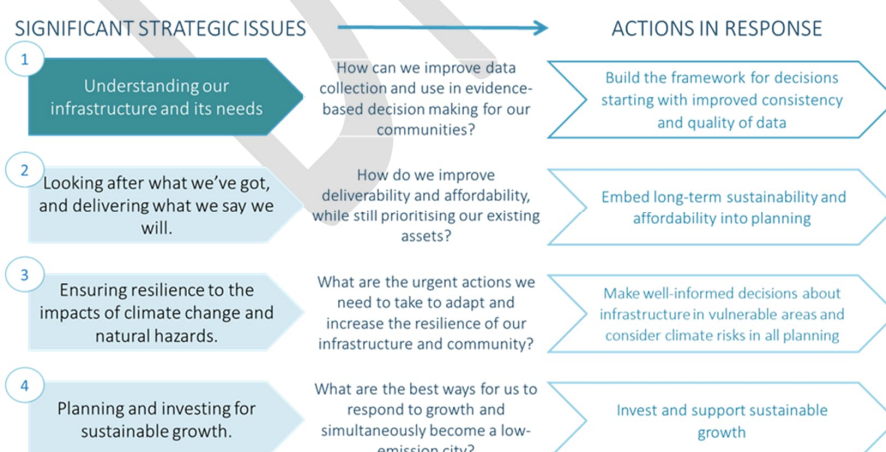 SIGNIFICANT STRATEGIC ISSUES
ACTIONS IN RESPONSE
1
Understanding our
infrastructure and its needs
How can we improve data
collection and use in evidence-
based decision making for our
communities?
Build the framework for decisions
starting with improved consistency
and quality of data
2
Looking after what we've got,
and delivering what we say we
will.
How do we improve
deliverability and affordability,
while still prioritising our existing
assets?
Embed long-term sustainability and
affordability into planning
3
Ensuring resilience to the
impacts of climate change and
natural hazards.
What are the urgent actions we
need to take to adapt and
increase the resilience of our
infrastructure and community?
Make well-informed decisions about
infrastructure in vulnerable areas and
consider climate risks in all planning
4
Planning and investing for
sustainable growth.
What are the best ways for us to
respond to growth and
simultaneously become a low-
emission city?
Invest and support sustainable
growth